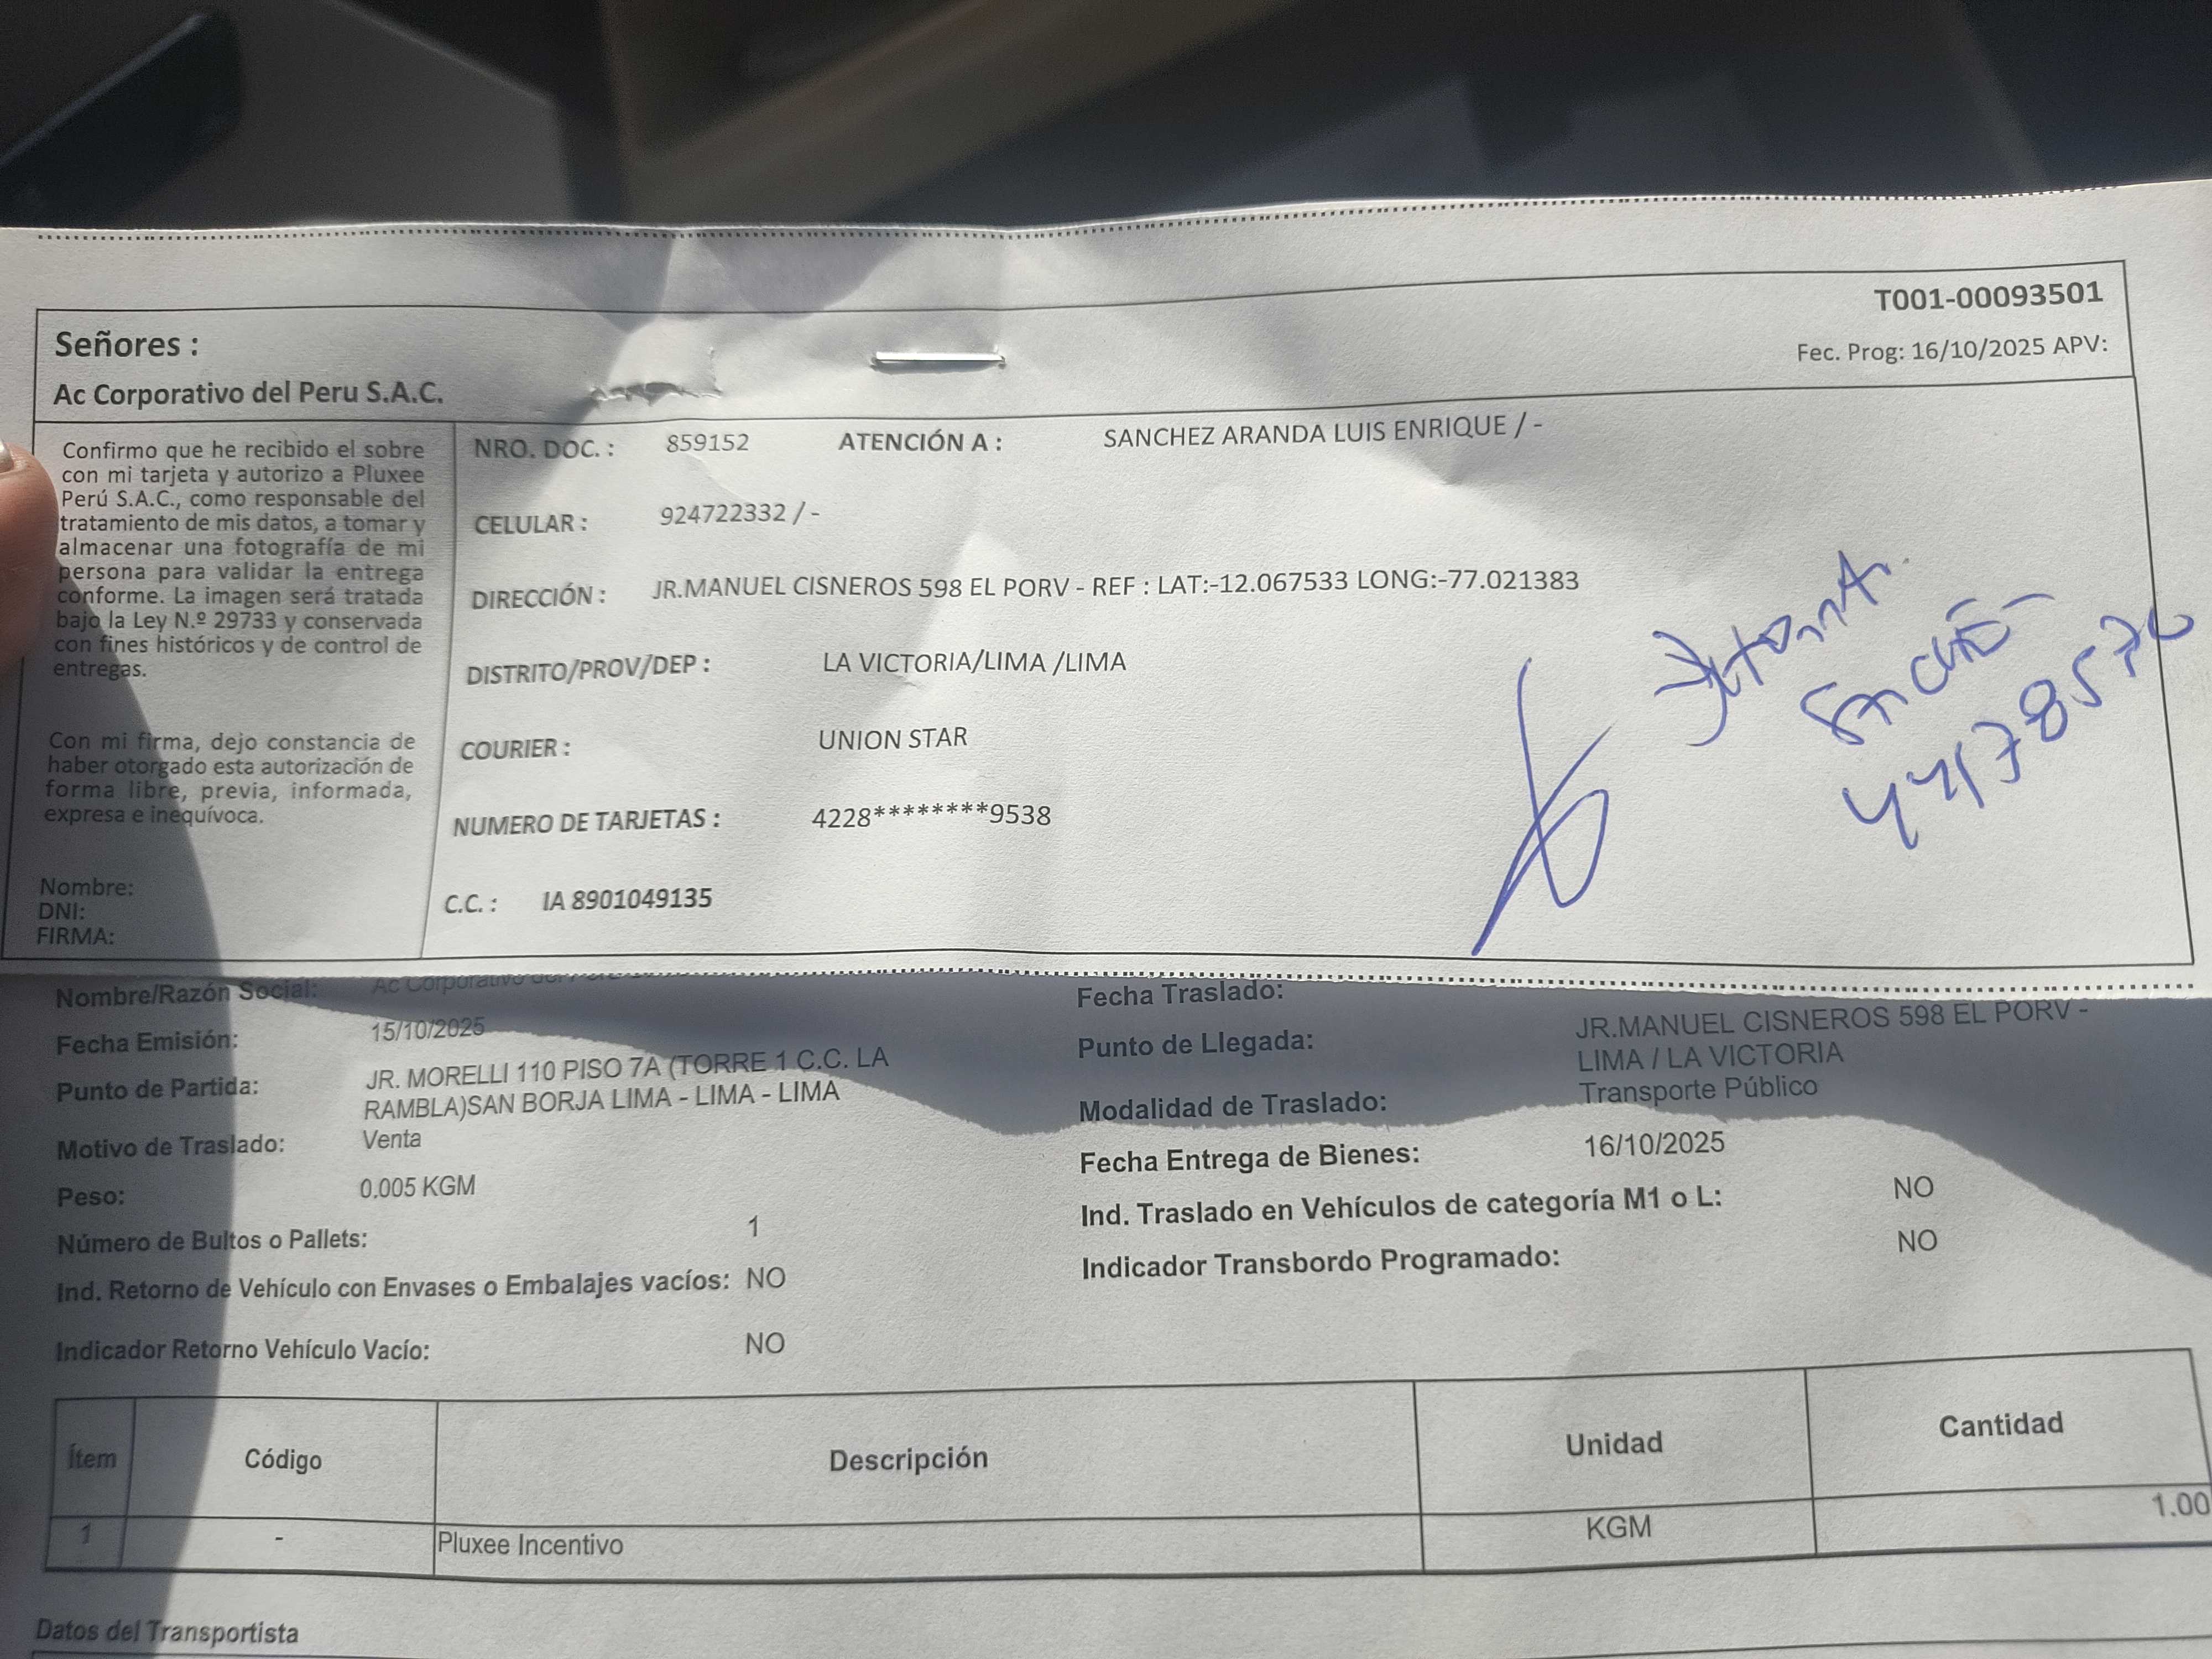 T001-00093501
Señores :
Fec. Prog: 16/10/2025 APV:
Ac Corporativo del Peru S.A.C.
Confirmo que he recibido el sobre
con mi tarjeta y autorizo a Pluxee
Perú S.A.C., como responsable del
tratamiento de mis datos, a tomar y
almacenar una fotografía de mi
persona para validar la entrega
conforme. La imagen será tratada
bajo la Ley N.º 29733 y conservada
con fines históricos y de control de
entregas.
Con mi firma, dejo constancia de
haber otorgado esta autorización de
forma libre, previa, informada,
expresa e inequívoca.
Nombre:
DNI:
FIRMA:
NRO. DOC. : 859152 ATENCIÓN A : SANCHEZ ARANDA LUIS ENRIQUE / -
CELULAR : 924722332 / -
DIRECCIÓN : JR.MANUEL CISNEROS 598 EL PORV - REF : LAT:-12.067533 LONG:-77.021383
DISTRITO/PROV/DEP : LA VICTORIA/LIMA /LIMA
COURIER : UNION STAR
NUMERO DE TARJETAS : 4228********9538
C.C. : IA 8901049135
Nombre/Razón Social: Ac Corporativo del
Fecha Emisión: 15/10/2025
Punto de Partida: JR. MORELLI 110 PISO 7A (TORRE 1 C.C. LA
RAMBLA)SAN BORJA LIMA - LIMA - LIMA
Motivo de Traslado: Venta
Peso: 0.005 KGM
Número de Bultos o Pallets: 1
Ind. Retorno de Vehículo con Envases o Embalajes vacíos: NO
Indicador Retorno Vehículo Vacío: NO
Fecha Traslado:
Punto de Llegada: JR.MANUEL CISNEROS 598 EL PORV -
LIMA / LA VICTORIA
Modalidad de Traslado: Transporte Público
Fecha Entrega de Bienes: 16/10/2025
Ind. Traslado en Vehículos de categoría M1 o L: NO
Indicador Transbordo Programado: NO
Ítem Código Descripción Unidad Cantidad
1 - Pluxee Incentivo KGM 1.00
Datos del Transportista